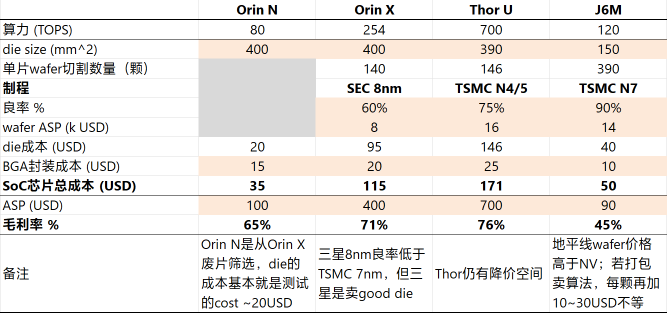 Orin N Orin X Thor U J6M
算力 (TOPS) 80 254 700 120
die size (mm^2) 400 400 390 150
单片wafer切割数量（颗） 140 146 390
制程 SEC 8nm TSMC N4/5 TSMC N7
良率 % 60% 75% 90%
wafer ASP (k USD) 8 16 14
die成本 (USD) 20 95 146 40
BGA封装成本 (USD) 15 20 25 10
SoC芯片总成本 (USD) 35 115 171 50
ASP (USD) 100 400 700 90
毛利率 % 65% 71% 76% 45%
备注
Orin N是从Orin X
废片筛选，die的
成本基本就是测试
的cost ~20USD
三星8nm良率低于
TSMC 7nm，但三
星是卖good die
Thor仍有降价空间
地平线wafer价格
高于NV；若打包
卖算法，每颗再加
10~30USD不等